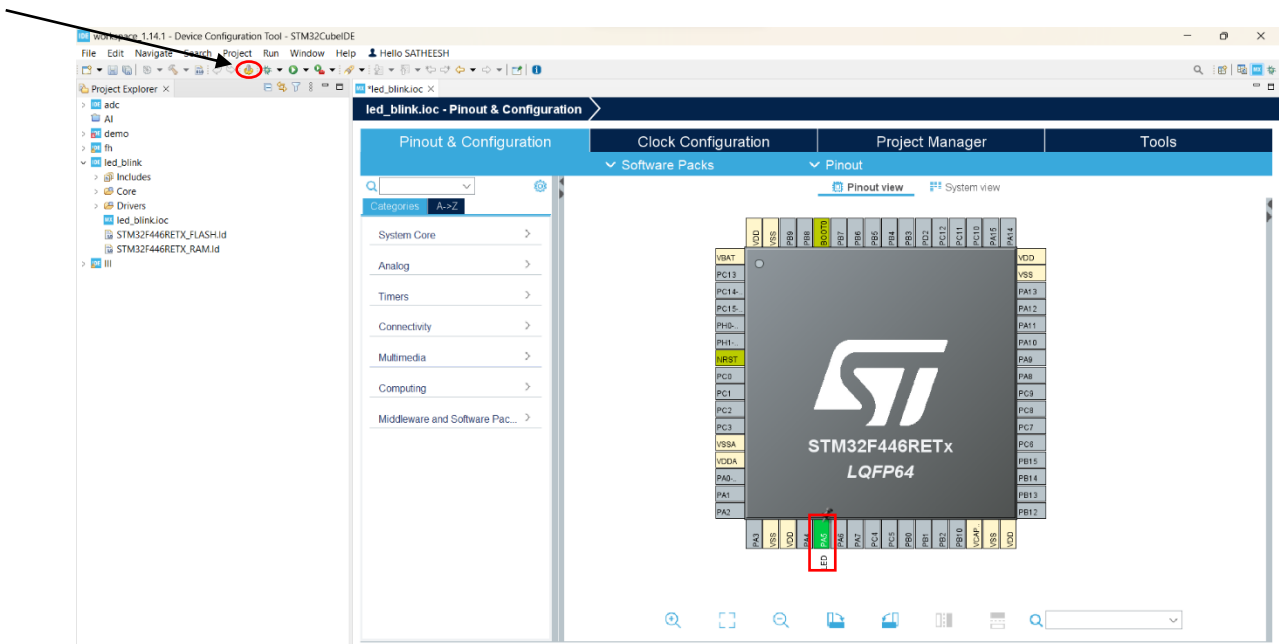 IDE workspace_1.14.1 - Device Configuration Tool - STM32CubeIDE
File Edit Navigate Search Project Run Window Help Hello SATHEESH
Project Explorer
*led_blink.ioc
adc
AI
demo
fh
led_blink
Includes
Core
Drivers
led_blink.ioc
STM32F446RETX_FLASH.ld
STM32F446RETX_RAM.ld
lll
led_blink.ioc - Pinout & Configuration
Pinout & Configuration Clock Configuration Project Manager Tools
Software Packs Pinout
Pinout view System view
Categories A->Z
System Core
Analog
Timers
Connectivity
Multimedia
Computing
Middleware and Software Pac...
VDD VSS PB9 PB8 BOOT0 PB7 PB6 PB5 PB4 PB3 PD2 PC12 PC11 PC10 PA15 PA14
VBAT
PC13
PC14-..
PC15-..
PH0-..
PH1-..
NRST
PC0
PC1
PC2
PC3
VSSA
VDDA
PA0-..
PA1
PA2
ST
STM32F446RETx
LQFP64
VDD
VSS
PA13
PA12
PA11
PA10
PA9
PA8
PC9
PC8
PC7
PC6
PB15
PB14
PB13
PB12
PA3 VSS VDD PA4 PA5 PA6 PA7 PC4 PC5 PB0 PB1 PB2 PB10 VCAP.. VSS VDD
LED